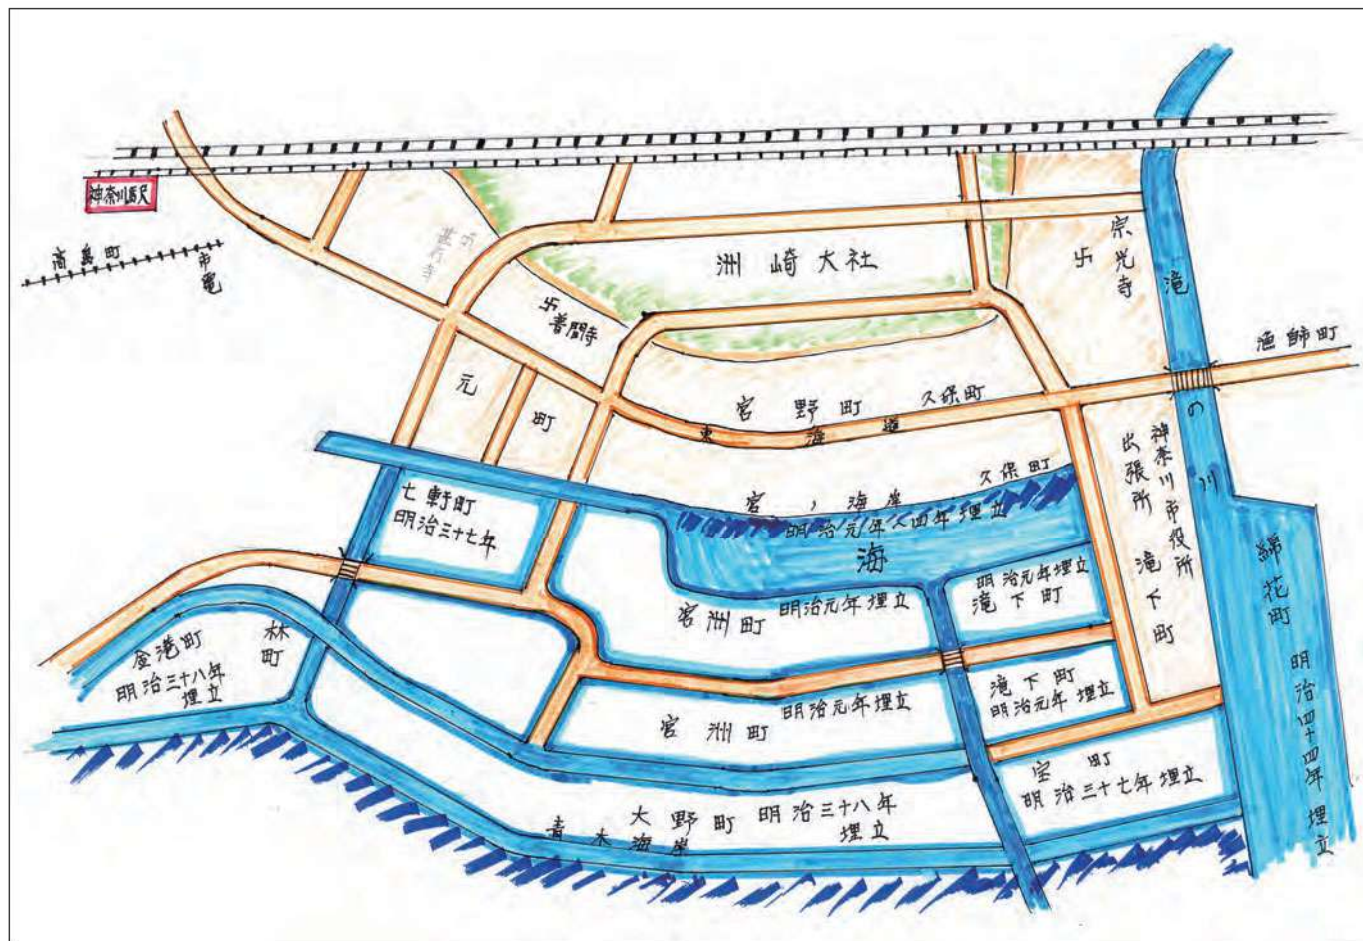 神奈川駅
高島町
市電
甚行寺
卍
卍
普門寺
洲崎大社
卍
宗光寺
滝の川
漁師町
元町
宮野町
久保町
東海道
宮ノ海岸
久保町
明治元年~四年埋立
海
七軒町
明治三十七年
神奈川市役所
出張所
滝下町
綿花町
明治四十四年埋立
宮洲町
明治元年埋立
明治元年埋立
滝下町
林町
金港町
明治三十八年
埋立
宮洲町
明治元年埋立
滝下町
明治元年埋立
宝町
明治三十七年埋立
大野町
明治三十八年
埋立
青木海岸